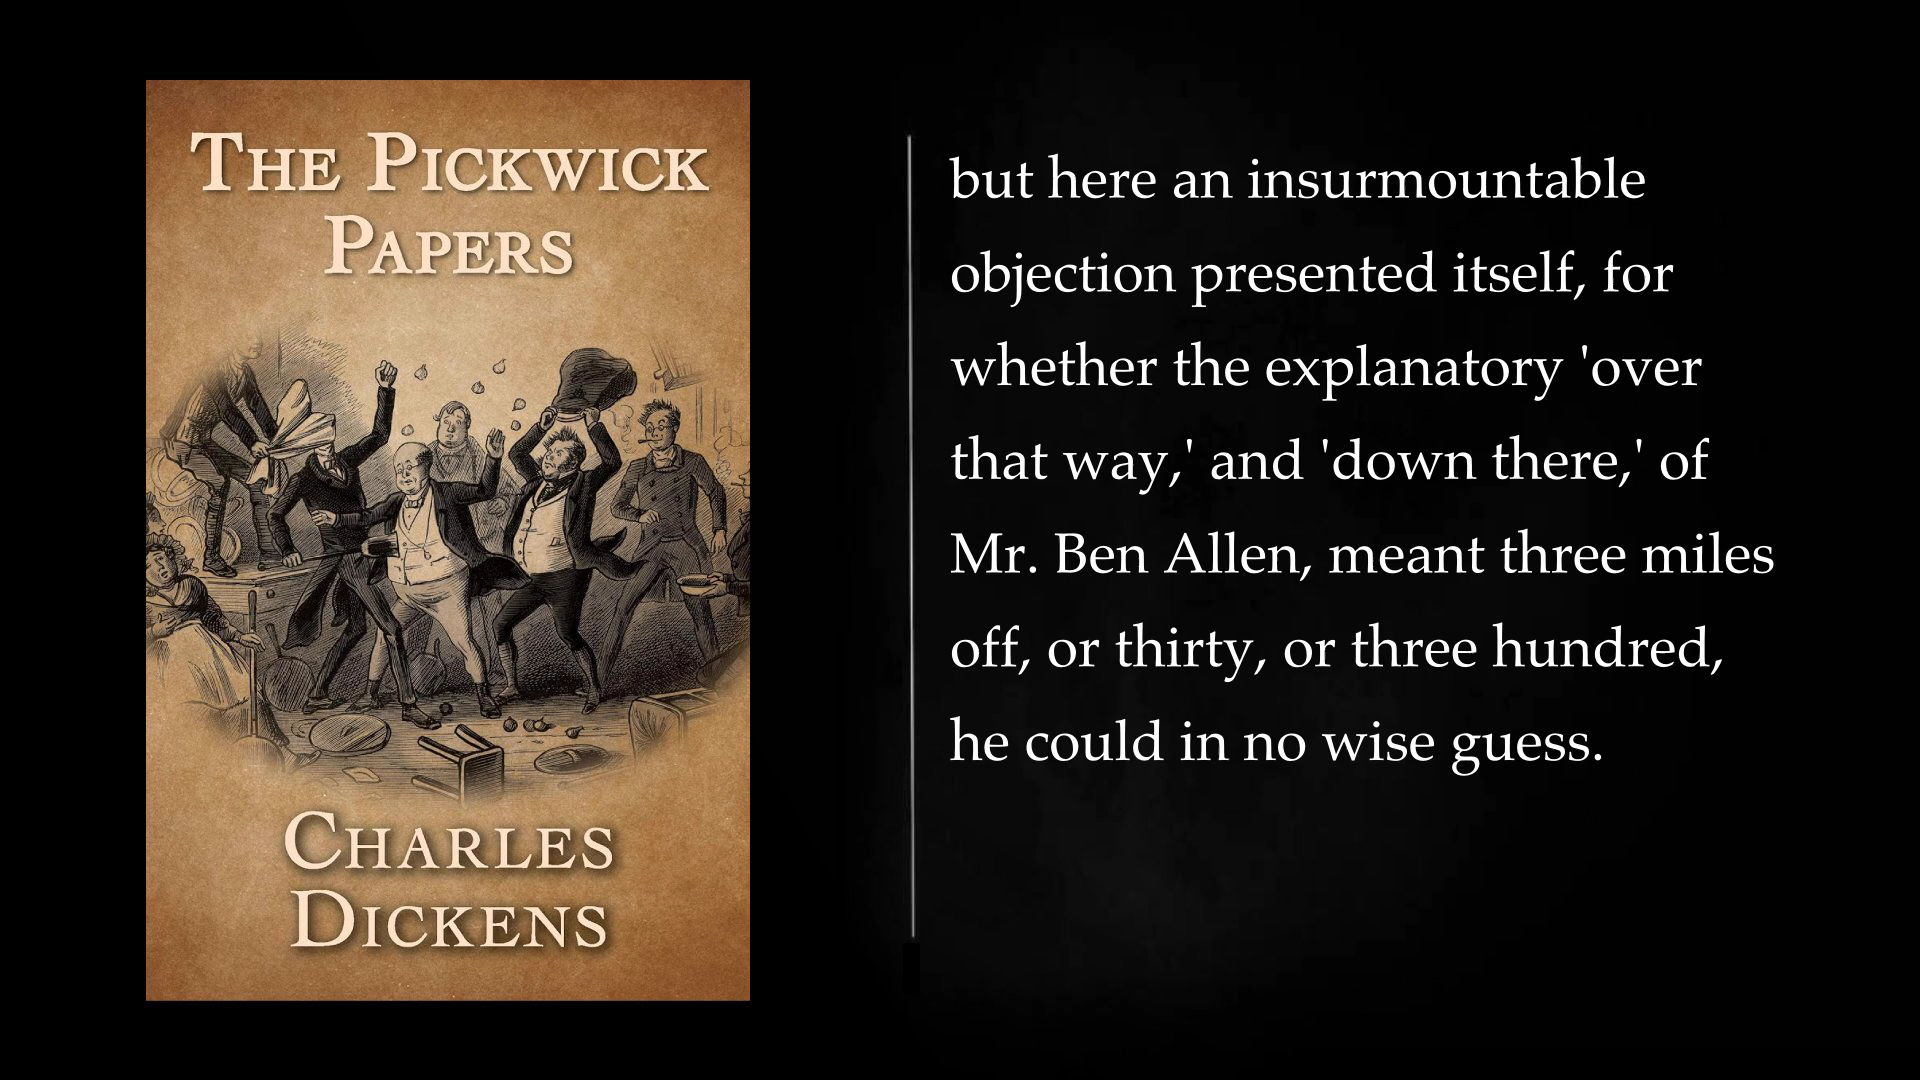 THE PICKWICK
PAPERS
CHARLES
DICKENS
but here an insurmountable
objection presented itself, for
whether the explanatory 'over
that way,' and 'down there,' of
Mr. Ben Allen, meant three miles
off, or thirty, or three hundred,
he could in no wise guess.